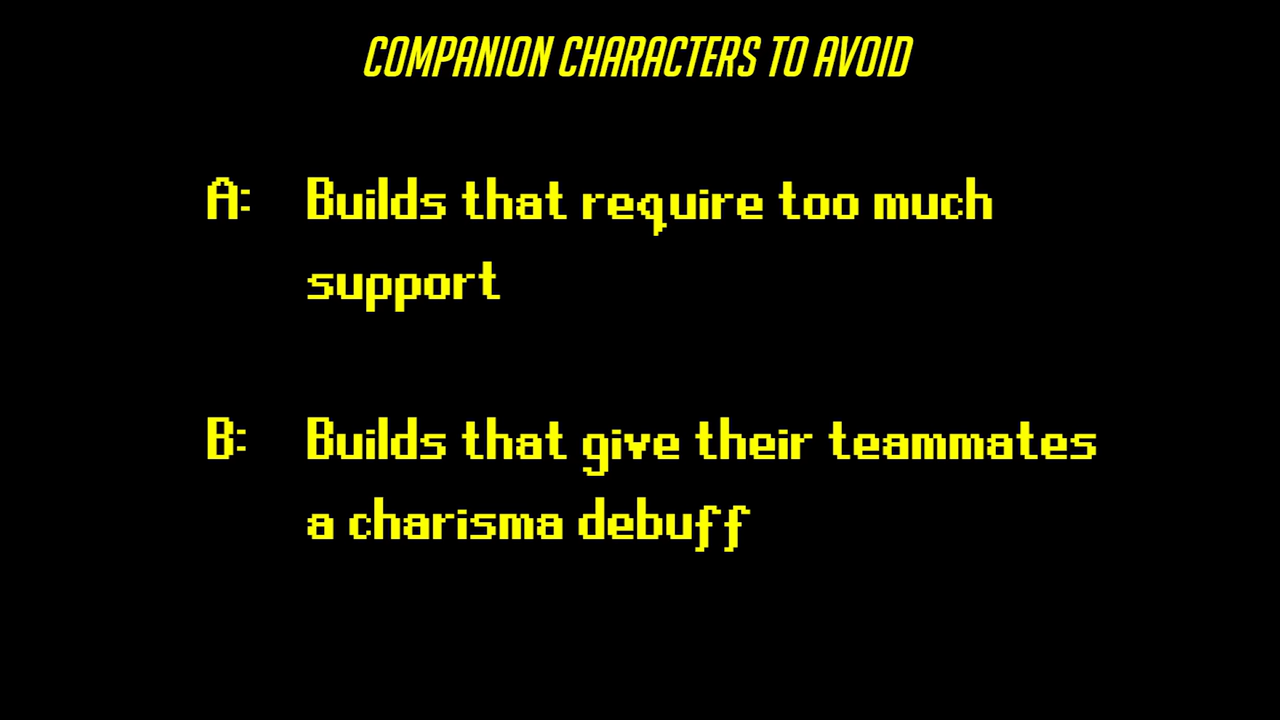 COMPANION CHARACTERS TO AVOID
A: Builds that require too much
support
B: Builds that give their teammates
a charisma debuff